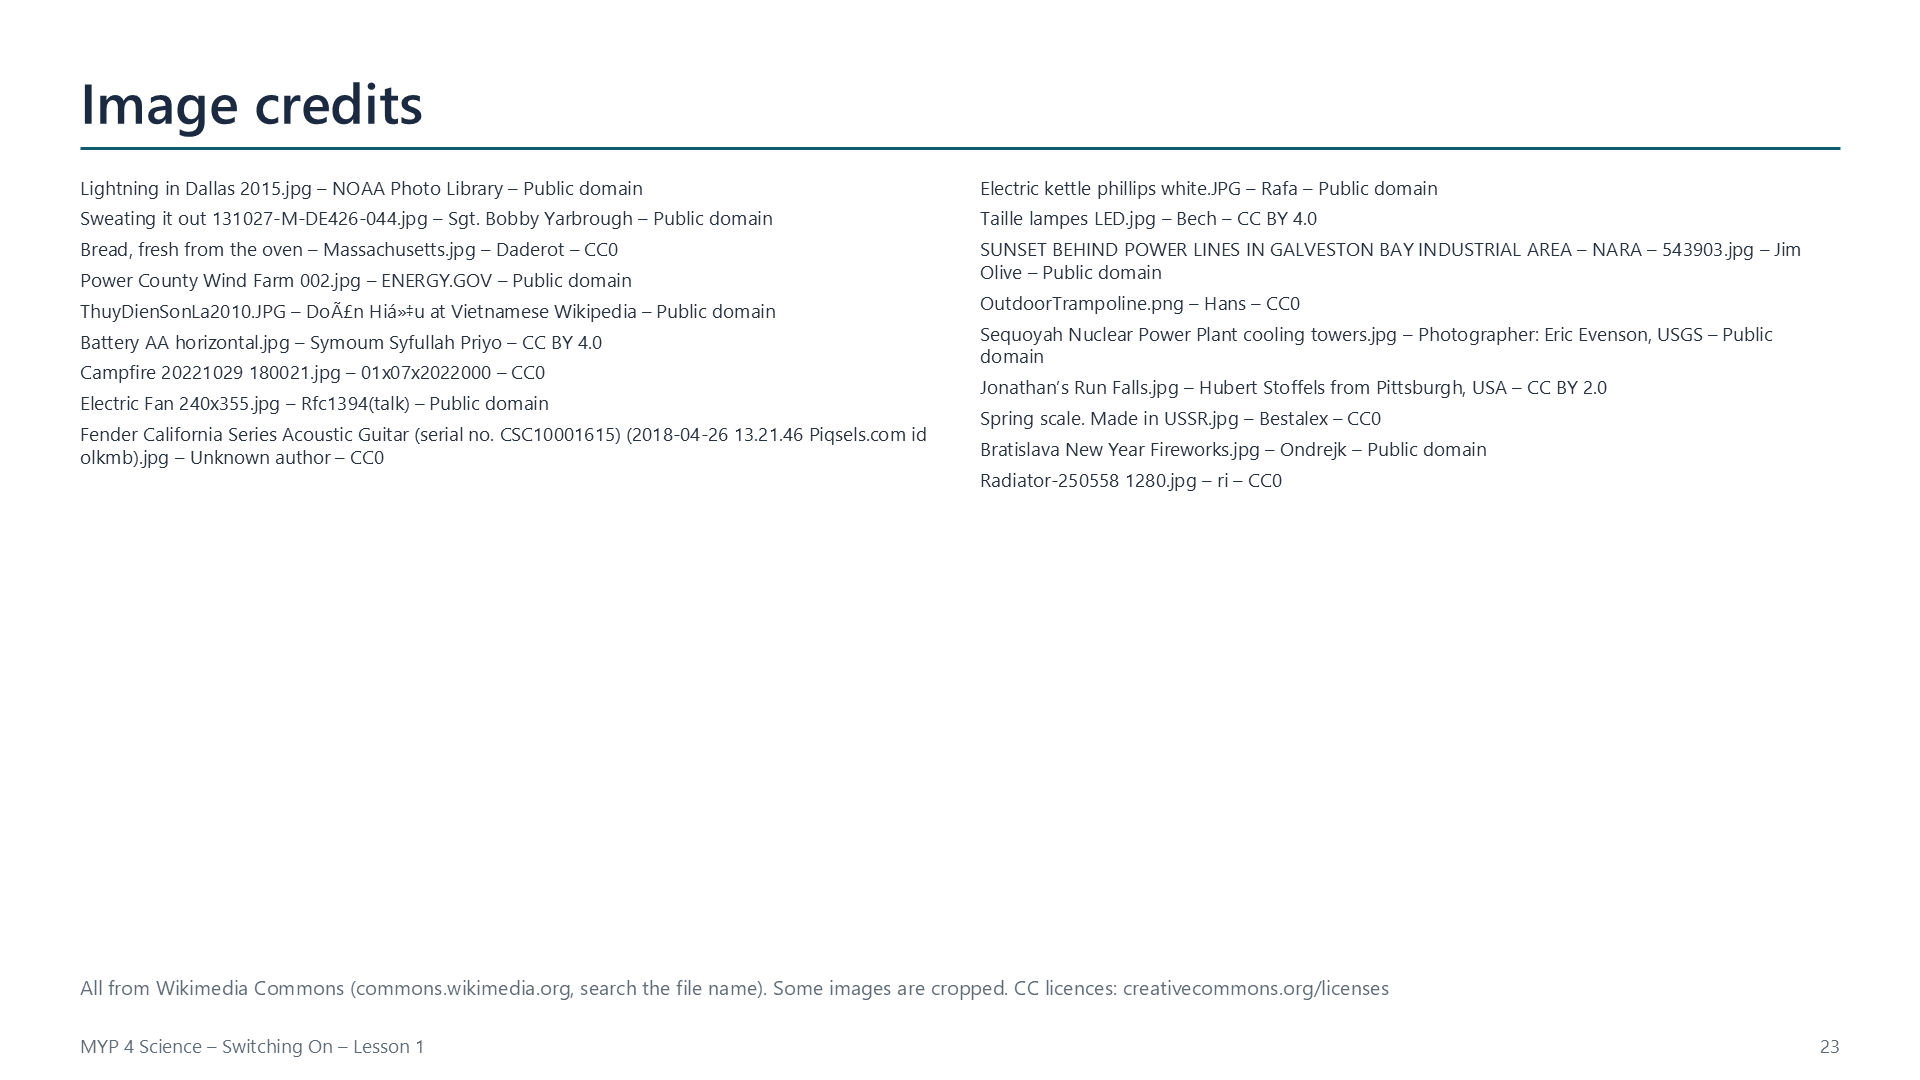 Image credits
Lightning in Dallas 2015.jpg – NOAA Photo Library – Public domain
Sweating it out 131027-M-DE426-044.jpg – Sgt. Bobby Yarbrough – Public domain
Bread, fresh from the oven – Massachusetts.jpg – Daderot – CC0
Power County Wind Farm 002.jpg – ENERGY.GOV – Public domain
ThuyDienSonLa2010.JPG – DoÃ£n Hiá»‡u at Vietnamese Wikipedia – Public domain
Battery AA horizontal.jpg – Symoum Syfullah Priyo – CC BY 4.0
Campfire 20221029 180021.jpg – 01x07x2022000 – CC0
Electric Fan 240x355.jpg – Rfc1394(talk) – Public domain
Fender California Series Acoustic Guitar (serial no. CSC10001615) (2018-04-26 13.21.46 Piqsels.com id
olkmb).jpg – Unknown author – CC0
Electric kettle phillips white.JPG – Rafa – Public domain
Taille lampes LED.jpg – Bech – CC BY 4.0
SUNSET BEHIND POWER LINES IN GALVESTON BAY INDUSTRIAL AREA – NARA – 543903.jpg – Jim
Olive – Public domain
OutdoorTrampoline.png – Hans – CC0
Sequoyah Nuclear Power Plant cooling towers.jpg – Photographer: Eric Evenson, USGS – Public
domain
Jonathan’s Run Falls.jpg – Hubert Stoffels from Pittsburgh, USA – CC BY 2.0
Spring scale. Made in USSR.jpg – Bestalex – CC0
Bratislava New Year Fireworks.jpg – Ondrejk – Public domain
Radiator-250558 1280.jpg – ri – CC0
All from Wikimedia Commons (commons.wikimedia.org, search the file name). Some images are cropped. CC licences: creativecommons.org/licenses
MYP 4 Science – Switching On – Lesson 1
23